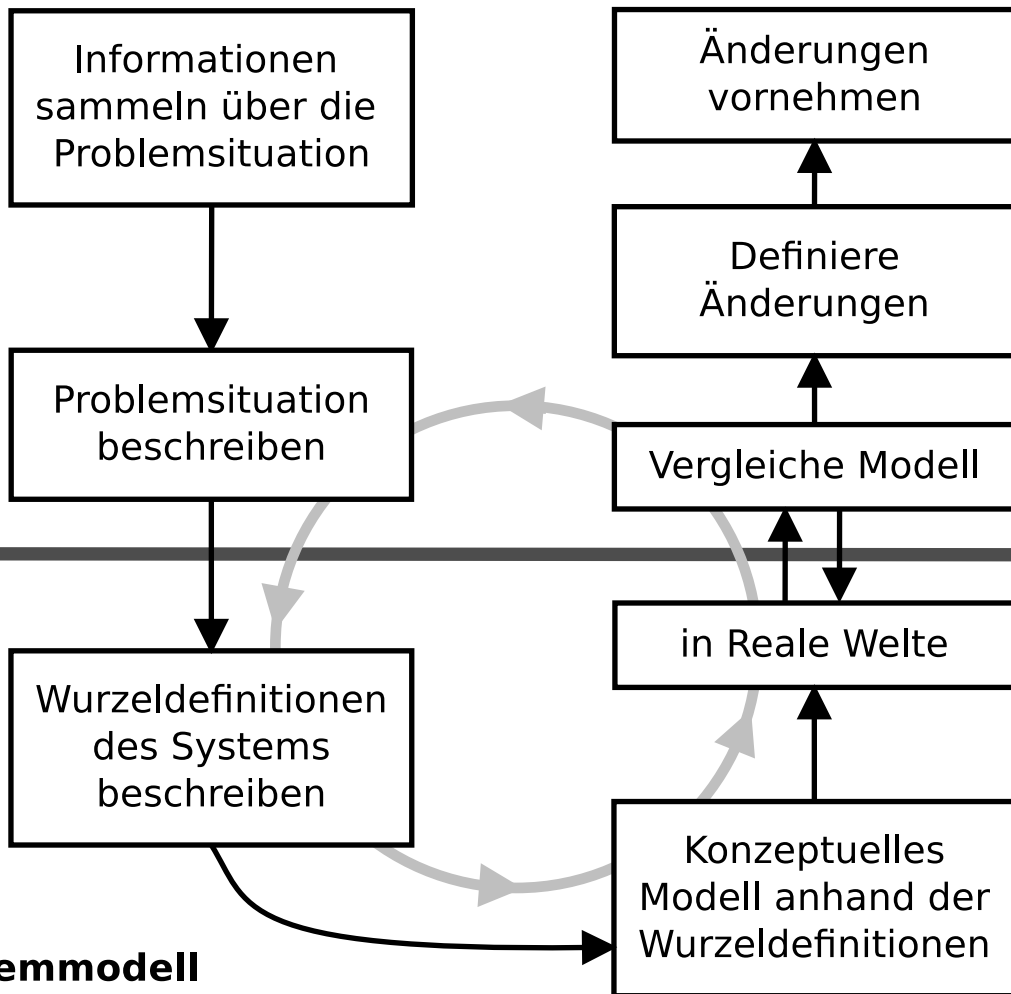 Informationen
sammeln über die
Problemsituation
Problemsituation
beschreiben
Wurzeldefinitionen
des Systems
beschreiben
Änderungen
vornehmen
Definiere
Änderungen
Vergleiche Modell
in Reale Welte
Konzeptuelles
Modell anhand der
Wurzeldefinitionen
emmodell